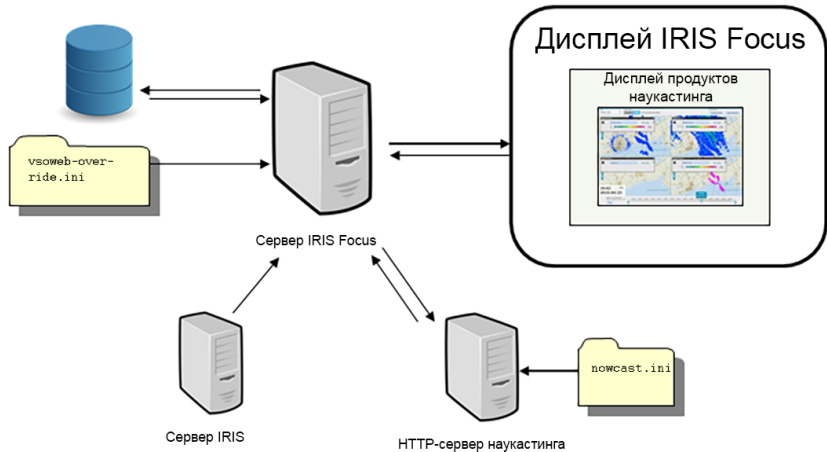 Дисплей IRIS Focus
Дисплей продуктов
наукастинга
vsoweb-over-
ride.ini
Сервер IRIS Focus
nowcast.ini
Сервер IRIS
HTTP-сервер наукастинга